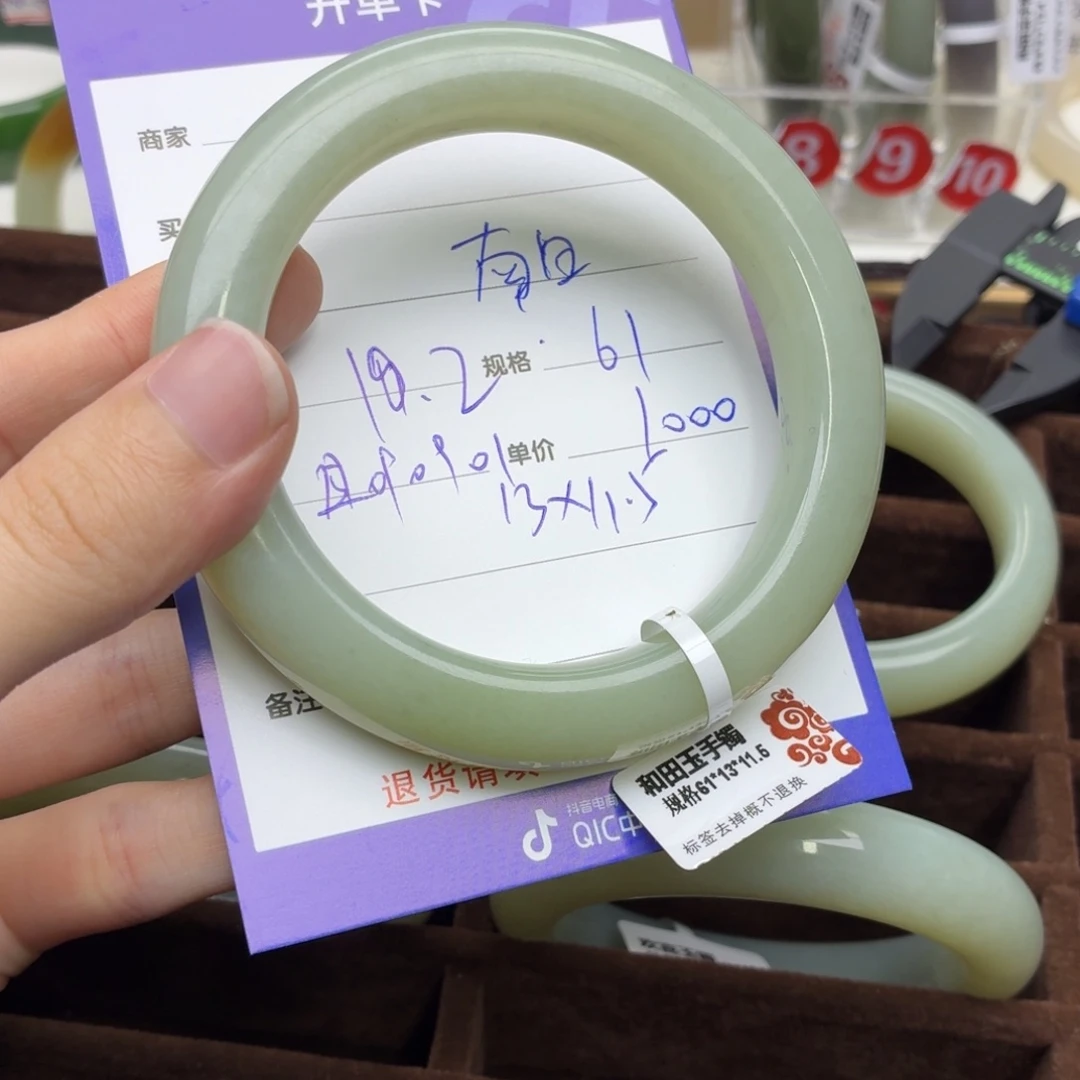 开单卡
商家
买
南且
18.2 规格 61
单价 1000
13×11.5
备注
退货请
抖音电商
QIC中
和田玉手镯
规格61*13*11.5
标签去掉概不退换
8
9
10